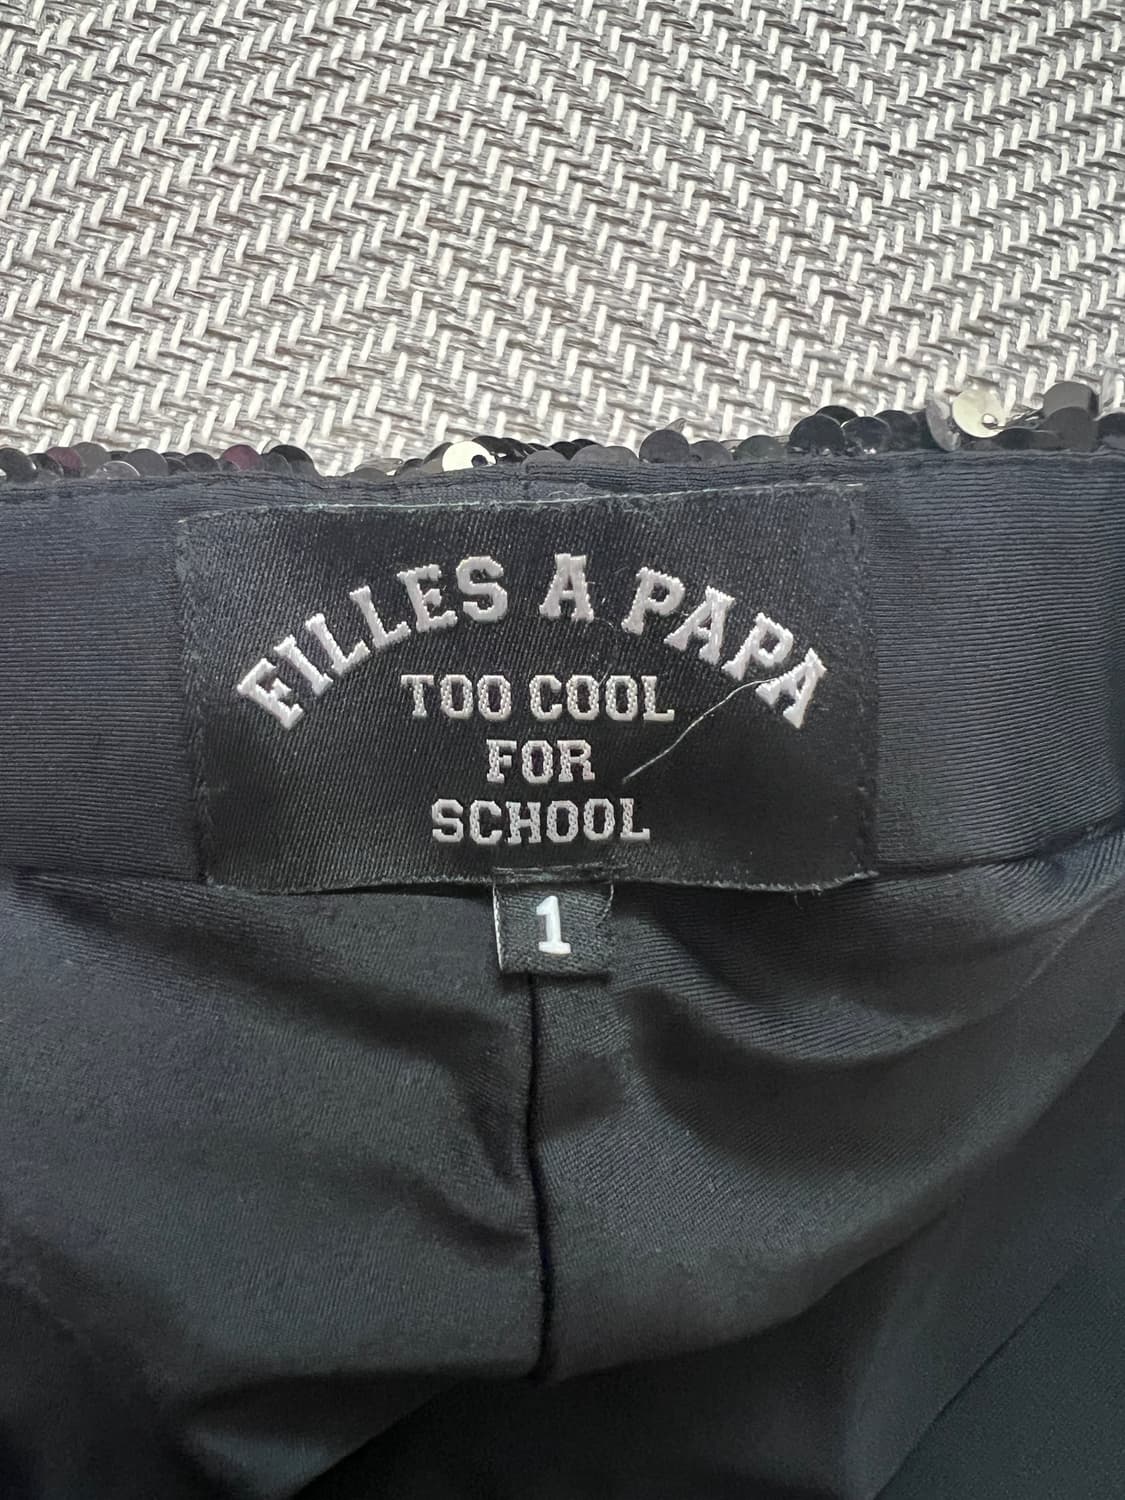 FILLES A PAPA
TOO COOL
FOR
SCHOOL
1